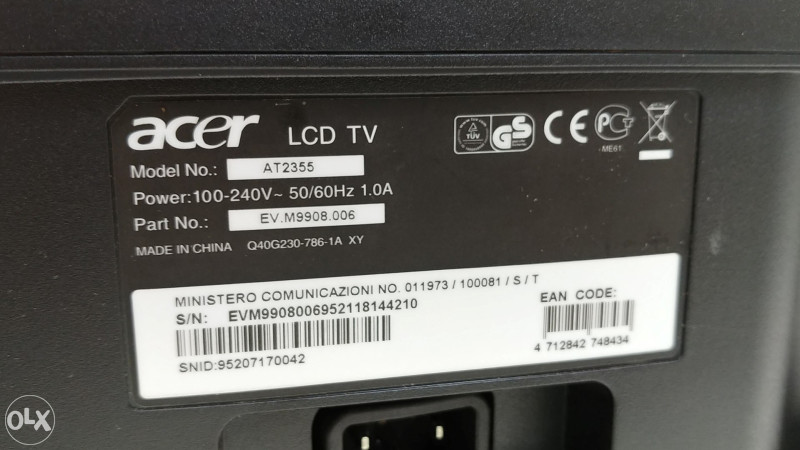 acer LCD TV
Model No.: AT2355
Power:100-240V~ 50/60Hz 1.0A
Part No.: EV.M9908.006
MADE IN CHINA Q40G230-786-1A XY
TÜV
GS
CE
PCT
ME61
MINISTERO COMUNICAZIONI NO. 011973 / 100081 / S / T
S/N: EVM9908006952118144210
SNID:95207170042
EAN CODE:
4 712842 748434
OLX